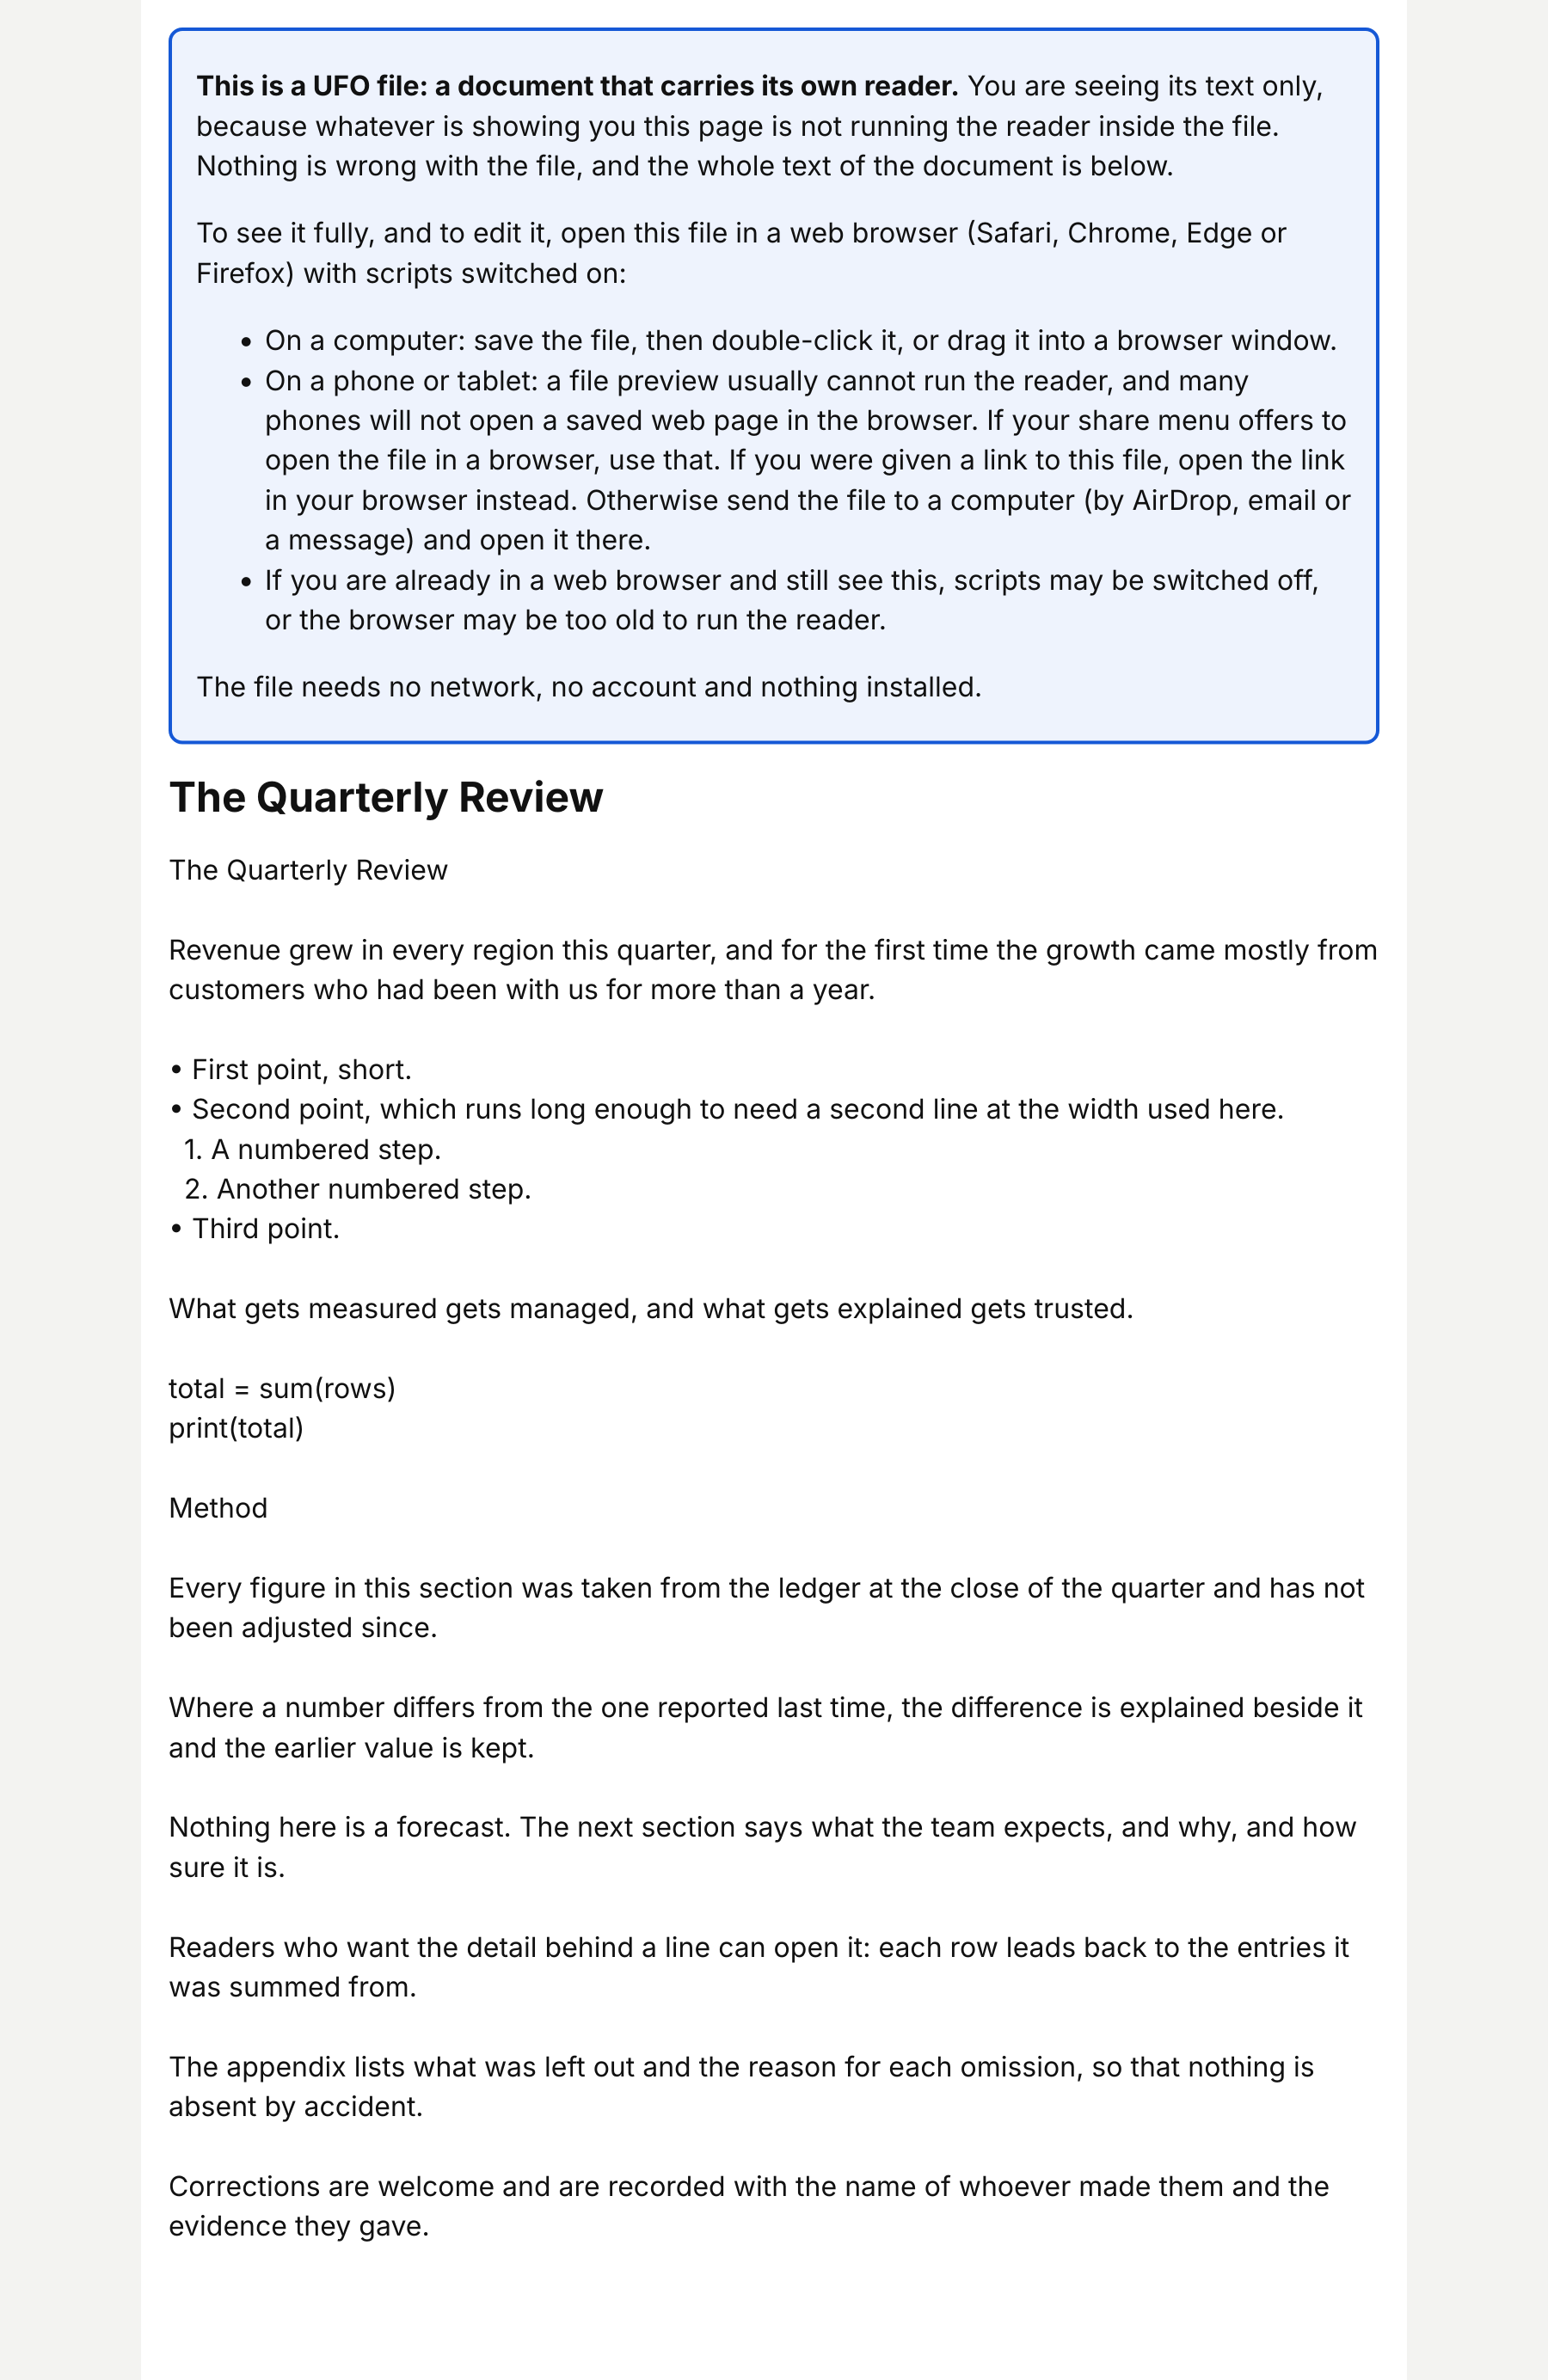 This is a UFO file: a document that carries its own reader. You are seeing its text only,
because whatever is showing you this page is not running the reader inside the file.
Nothing is wrong with the file, and the whole text of the document is below.
To see it fully, and to edit it, open this file in a web browser (Safari, Chrome, Edge or
Firefox) with scripts switched on:
• On a computer: save the file, then double-click it, or drag it into a browser window.
• On a phone or tablet: a file preview usually cannot run the reader, and many
phones will not open a saved web page in the browser. If your share menu offers to
open the file in a browser, use that. If you were given a link to this file, open the link
in your browser instead. Otherwise send the file to a computer (by AirDrop, email or
a message) and open it there.
• If you are already in a web browser and still see this, scripts may be switched off,
or the browser may be too old to run the reader.
The file needs no network, no account and nothing installed.
The Quarterly Review
The Quarterly Review
Revenue grew in every region this quarter, and for the first time the growth came mostly from
customers who had been with us for more than a year.
• First point, short.
• Second point, which runs long enough to need a second line at the width used here.
1. A numbered step.
2. Another numbered step.
• Third point.
What gets measured gets managed, and what gets explained gets trusted.
total = sum(rows)
print(total)
Method
Every figure in this section was taken from the ledger at the close of the quarter and has not
been adjusted since.
Where a number differs from the one reported last time, the difference is explained beside it
and the earlier value is kept.
Nothing here is a forecast. The next section says what the team expects, and why, and how
sure it is.
Readers who want the detail behind a line can open it: each row leads back to the entries it
was summed from.
The appendix lists what was left out and the reason for each omission, so that nothing is
absent by accident.
Corrections are welcome and are recorded with the name of whoever made them and the
evidence they gave.